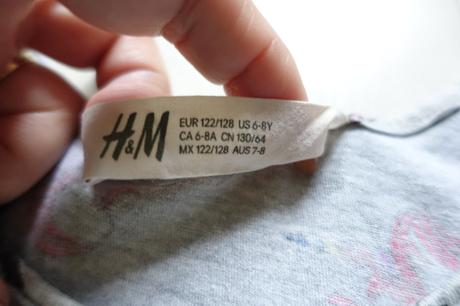 H&M
EUR 122/128 US 6-8Y
CA 6-8A CN 130/64
MX 122/128 AUS 7-8